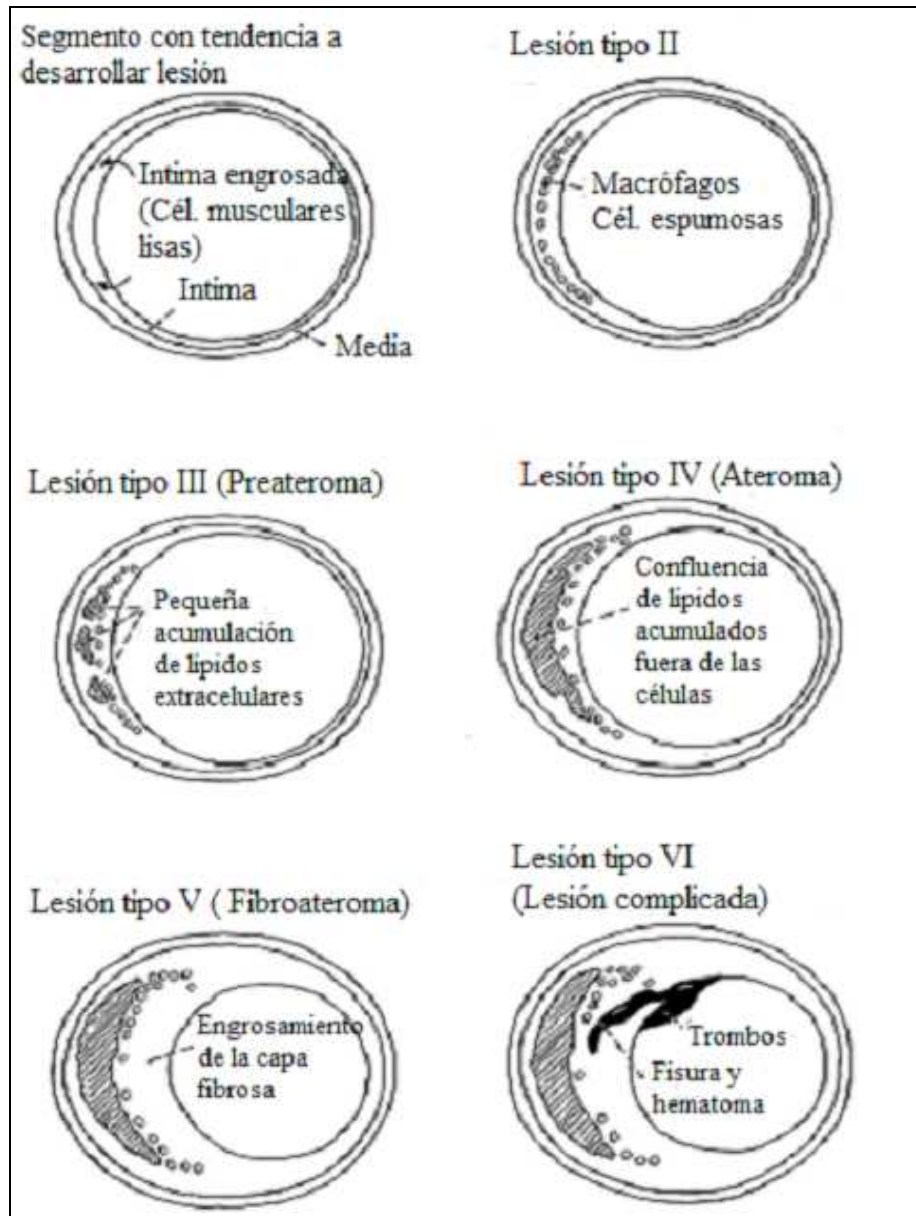 Segmento con tendencia a
desarrollar lesión
Intima engrosada
(Cél. musculares
lisas)
Intima
Media
Lesión tipo II
Macrófagos
Cél. espumosas
Lesión tipo III (Preateroma)
Pequeña
acumulación
de lipidos
extracelulares
Lesión tipo IV (Ateroma)
Confluencia
de lipidos
acumulados
fuera de las
células
Lesión tipo V ( Fibroateroma)
Engrosamiento
de la capa
fibrosa
Lesión tipo VI
(Lesión complicada)
Trombos
Fisura y
hematoma